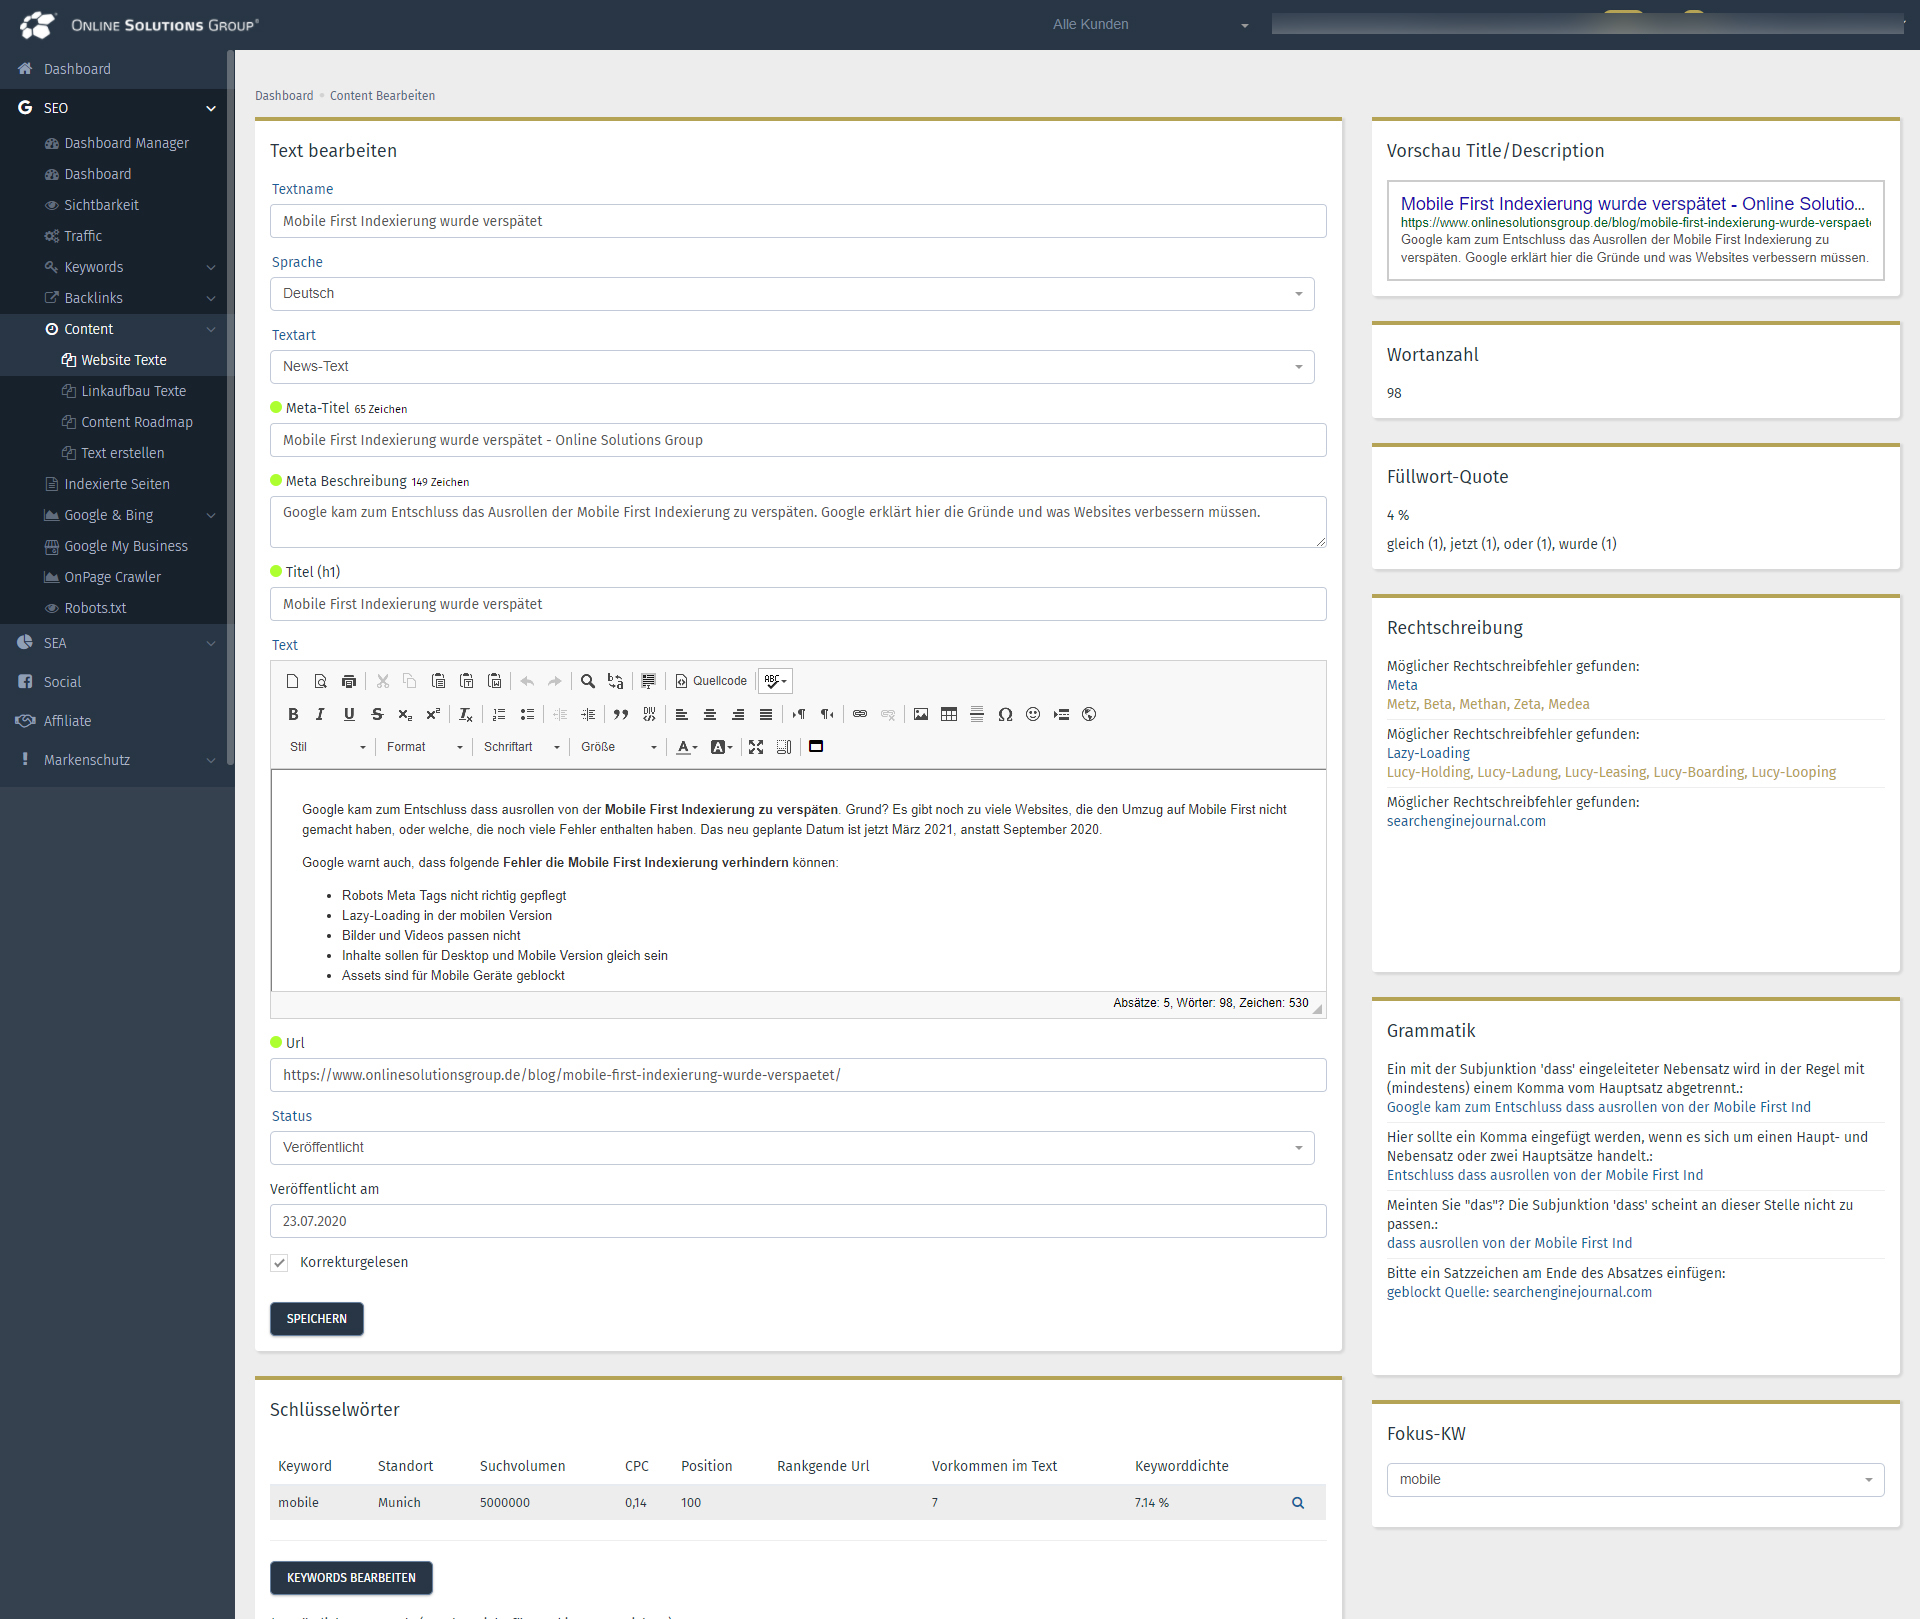 ONLINE SOLUTIONS GROUP®
Alle Kunden
Dashboard
SEO
Dashboard Manager
Dashboard
Sichtbarkeit
Traffic
Keywords
Backlinks
Content
Website Texte
Linkaufbau Texte
Content Roadmap
Text erstellen
Indexierte Seiten
Google & Bing
Google My Business
OnPage Crawler
Robots.txt
SEA
Social
Affiliate
Markenschutz
Dashboard Content Bearbeiten
Text bearbeiten
Textname
Mobile First Indexierung wurde verspätet
Sprache
Deutsch
Textart
News-Text
Meta-Titel 65 Zeichen
Mobile First Indexierung wurde verspätet - Online Solutions Group
Meta Beschreibung 149 Zeichen
Google kam zum Entschluss das Ausrollen der Mobile First Indexierung zu verspäten. Google erklärt hier die Gründe und was Websites verbessern müssen.
Titel (h1)
Mobile First Indexierung wurde verspätet
Text
Quellcode
ABC
B I U S x₂ x² Tx
DIV
Stil Format Schriftart Größe A A
Google kam zum Entschluss dass ausrollen von der Mobile First Indexierung zu verspäten. Grund? Es gibt noch zu viele Websites, die den Umzug auf Mobile First nicht
gemacht haben, oder welche, die noch viele Fehler enthalten haben. Das neu geplante Datum ist jetzt März 2021, anstatt September 2020.
Google warnt auch, dass folgende Fehler die Mobile First Indexierung verhindern können:
• Robots Meta Tags nicht richtig gepflegt
• Lazy-Loading in der mobilen Version
• Bilder und Videos passen nicht
• Inhalte sollen für Desktop und Mobile Version gleich sein
• Assets sind für Mobile Geräte geblockt
Absätze: 5, Wörter: 98, Zeichen: 530
Url
https://www.onlinesolutionsgroup.de/blog/mobile-first-indexierung-wurde-verspaetet/
Status
Veröffentlicht
Veröffentlicht am
23.07.2020
Korrekturgelesen
SPEICHERN
Schlüsselwörter
Keyword Standort Suchvolumen CPC Position Rankgende Url Vorkommen im Text Keyworddichte
mobile Munich 5000000 0,14 100 7 7.14 %
KEYWORDS BEARBEITEN
Vorschau Title/Description
Mobile First Indexierung wurde verspätet - Online Solutio...
https://www.onlinesolutionsgroup.de/blog/mobile-first-indexierung-wurde-verspaete
Google kam zum Entschluss das Ausrollen der Mobile First Indexierung zu
verspäten. Google erklärt hier die Gründe und was Websites verbessern müssen.
Wortanzahl
98
Füllwort-Quote
4 %
gleich (1), jetzt (1), oder (1), wurde (1)
Rechtschreibung
Möglicher Rechtschreibfehler gefunden:
Meta
Metz, Beta, Methan, Zeta, Medea
Möglicher Rechtschreibfehler gefunden:
Lazy-Loading
Lucy-Holding, Lucy-Ladung, Lucy-Leasing, Lucy-Boarding, Lucy-Looping
Möglicher Rechtschreibfehler gefunden:
searchenginejournal.com
Grammatik
Ein mit der Subjunktion 'dass' eingeleiteter Nebensatz wird in der Regel mit
(mindestens) einem Komma vom Hauptsatz abgetrennt.:
Google kam zum Entschluss dass ausrollen von der Mobile First Ind
Hier sollte ein Komma eingefügt werden, wenn es sich um einen Haupt- und
Nebensatz oder zwei Hauptsätze handelt.:
Entschluss dass ausrollen von der Mobile First Ind
Meinten Sie "das"? Die Subjunktion 'dass' scheint an dieser Stelle nicht zu
passen.:
dass ausrollen von der Mobile First Ind
Bitte ein Satzzeichen am Ende des Absatzes einfügen:
geblockt Quelle: searchenginejournal.com
Fokus-KW
mobile